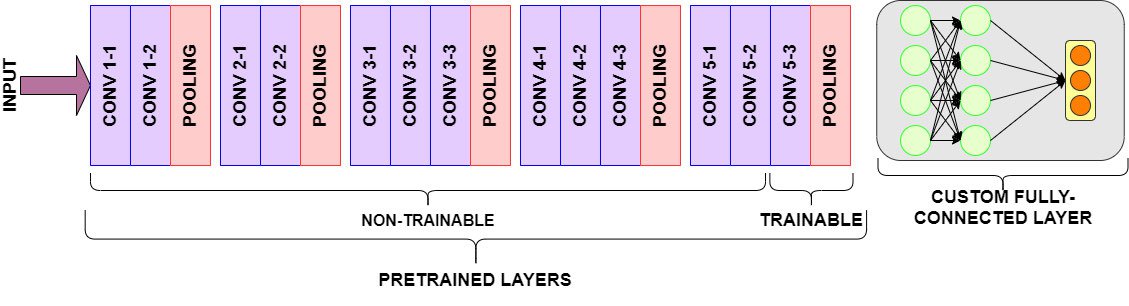 INPUT
CONV 1-1
CONV 1-2
POOLING
CONV 2-1
CONV 2-2
POOLING
CONV 3-1
CONV 3-2
CONV 3-3
POOLING
CONV 4-1
CONV 4-2
CONV 4-3
POOLING
CONV 5-1
CONV 5-2
CONV 5-3
POOLING
NON-TRAINABLE
TRAINABLE
CUSTOM FULLY-
CONNECTED LAYER
PRETRAINED LAYERS